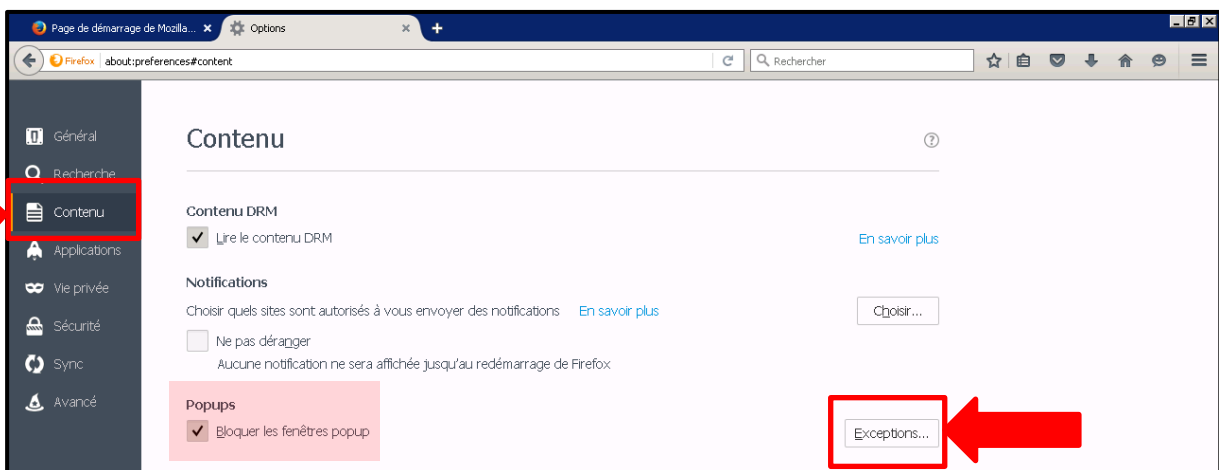 Page de démarrage de Mozilla...
Options
Firefox about:preferences#content
Rechercher
Général
Recherche
Contenu
Applications
Vie privée
Sécurité
Sync
Avancé
Contenu
Contenu DRM
Lire le contenu DRM En savoir plus
Notifications
Choisir quels sites sont autorisés à vous envoyer des notifications En savoir plus Choisir...
Ne pas déranger
Aucune notification ne sera affichée jusqu'au redémarrage de Firefox
Popups
Bloquer les fenêtres popup Exceptions...